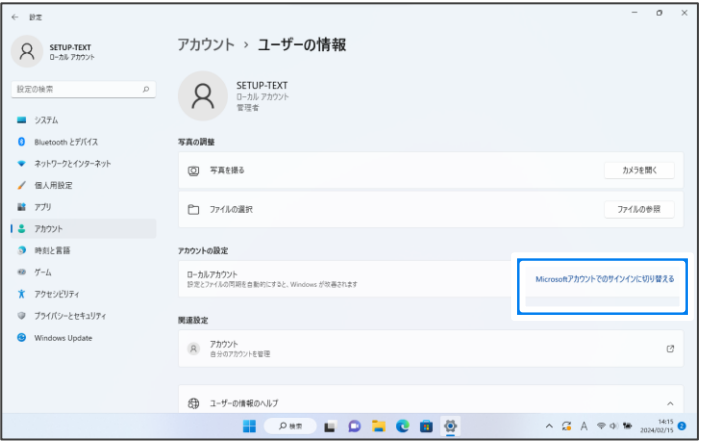 設定
SETUP-TEXT
ローカル アカウント
設定の検索
システム
Bluetooth とデバイス
ネットワークとインターネット
個人用設定
アプリ
アカウント
時刻と言語
ゲーム
アクセシビリティ
プライバシーとセキュリティ
Windows Update
アカウント › ユーザーの情報
SETUP-TEXT
ローカル アカウント
管理者
写真の調整
写真を撮る
カメラを開く
ファイルの選択
ファイルの参照
アカウントの設定
ローカルアカウント
設定とファイルの同期を自動的にすると、Windows が改善されます
Microsoftアカウントでのサインインに切り替える
関連設定
アカウント
自分のアカウントを管理
ユーザーの情報のヘルプ
検索
A
14:15
2024/02/15